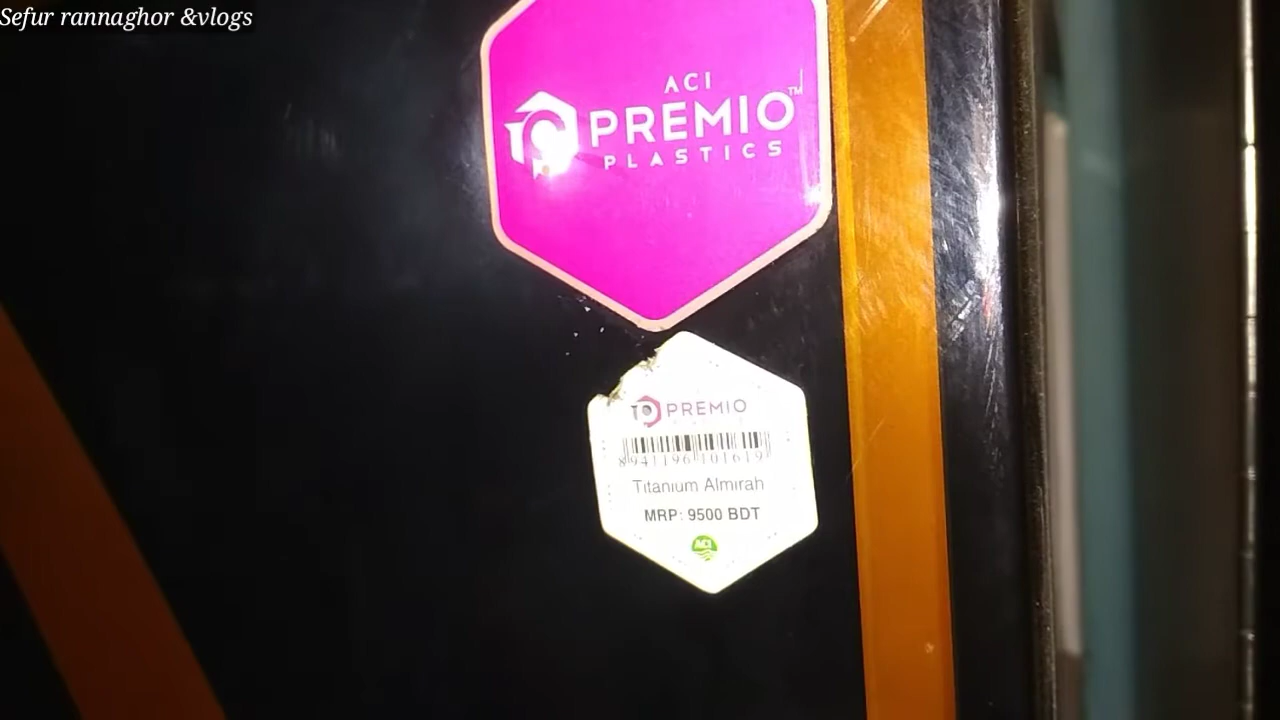 Sefur rannaghor &vlogs
ACI
PREMIO™
PLASTICS
PREMIO
8941196101619
Titanium Almirah
MRP: 9500 BDT
ACI